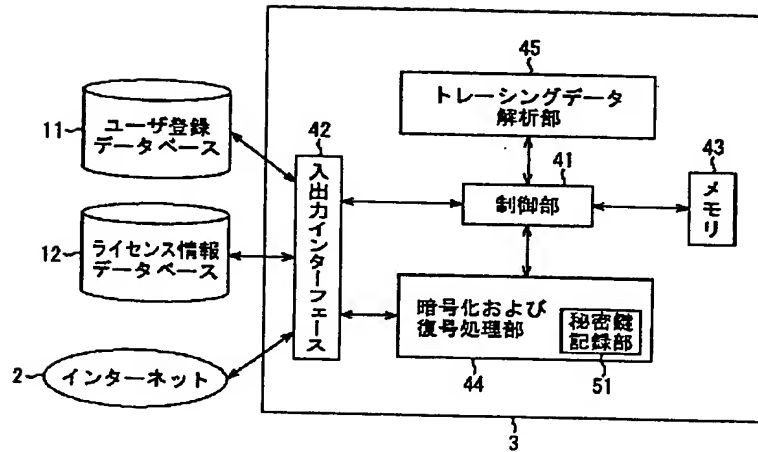 45
トレーシングデータ
解析部
11
ユーザ登録
データベース
42
入出力インターフェース
41
制御部
43
メモリ
12
ライセンス情報
データベース
暗号化および
復号処理部
秘密鍵
記録部
2
インターネット
44
51
3